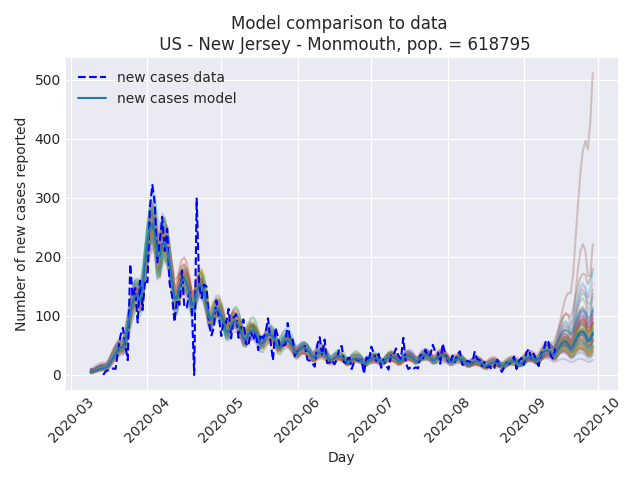 Model comparison to data
US - New Jersey - Monmouth, pop. = 618795
new cases data
new cases model
Number of new cases reported
500
400
300
200
100
0
2020-03
2020-04
2020-05
2020-06
2020-07
2020-08
2020-09
2020-10
Day